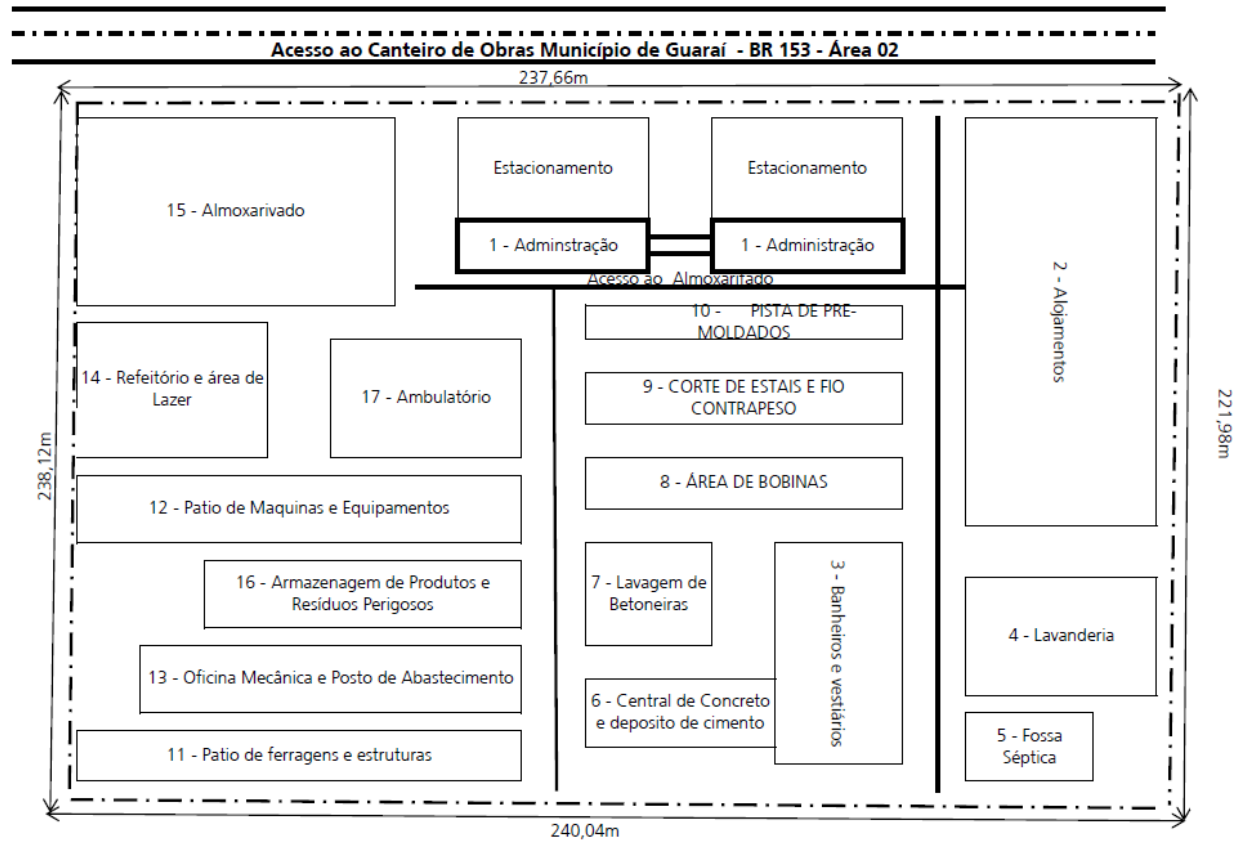 Acesso ao Canteiro de Obras Município de Guaraí - BR 153 - Área 02
237,66m
Estacionamento
Estacionamento
15 - Almoxarivado
1 - Adminstração
1 - Administração
Acesso ao Almoxarifado
2 - Alojamentos
10 - PISTA DE PRE-
MOLDADOS
14 - Refeitório e área de
Lazer
17 - Ambulatório
9 - CORTE DE ESTAIS E FIO
CONTRAPESO
221,98m
238,12m
12 - Patio de Maquinas e Equipamentos
8 - ÁREA DE BOBINAS
16 - Armazenagem de Produtos e
Resíduos Perigosos
7 - Lavagem de
Betoneiras
3 - Banheiros e vestiários
4 - Lavanderia
13 - Oficina Mecânica e Posto de Abastecimento
6 - Central de Concreto
e deposito de cimento
11 - Patio de ferragens e estruturas
5 - Fossa
Séptica
240,04m